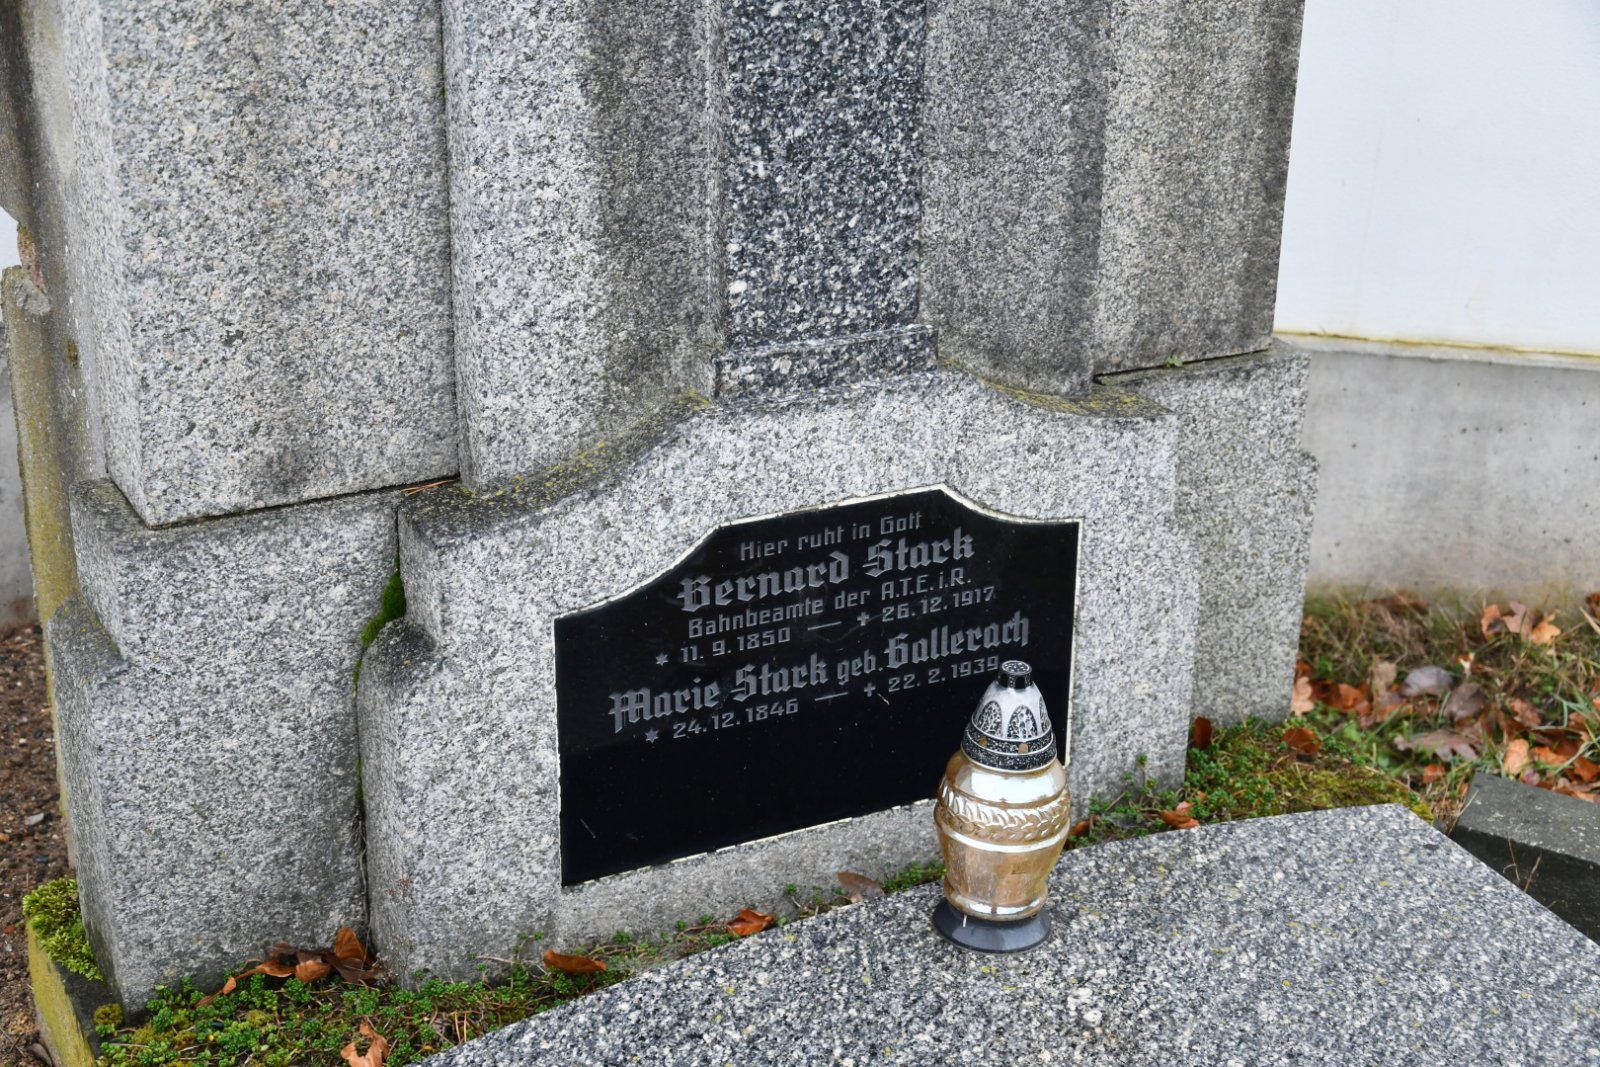 Hier ruht in Gott
Bernard Stark
Bahnbeamte der A.T.E.i.R.
* 11. 9. 1850 — + 26. 12. 1917
Marie Stark geb. Gallerach
* 24. 12. 1846 — + 22. 2. 1939